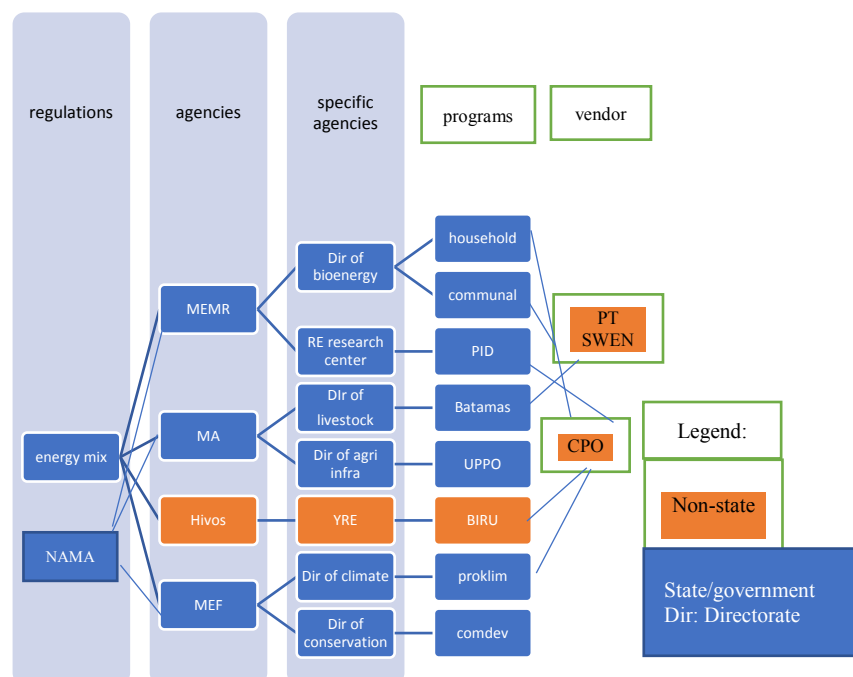 regulations
agencies
specific
agencies
programs
vendor
household
Dir of
bioenergy
communal
MEMR
PT
SWEN
RE research
center
PID
DIr of
livestock
Batamas
MA
Legend:
energy mix
Dir of agri
infra
UPPO
CPO
Hivos
YRE
BIRU
Non-state
NAMA
Dir of climate
proklim
MEF
State/government
Dir: Directorate
Dir of
conservation
comdev